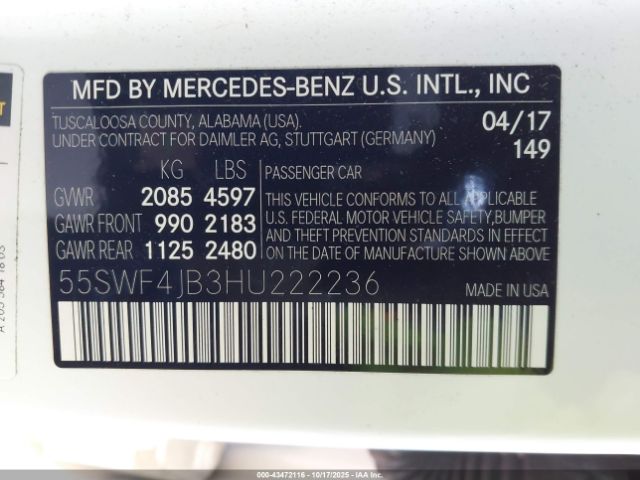 MFD BY MERCEDES-BENZ U.S. INTL., INC
TUSCALOOSA COUNTY, ALABAMA (USA). 04/17
UNDER CONTRACT FOR DAIMLER AG, STUTTGART (GERMANY) 149
KG LBS PASSENGER CAR
GVWR 2085 4597
GAWR FRONT 990 2183
GAWR REAR 1125 2480
THIS VEHICLE CONFORMS TO ALL APPLICABLE
U.S. FEDERAL MOTOR VEHICLE SAFETY,BUMPER
AND THEFT PREVENTION STANDARDS IN EFFECT
ON THE DATE OF MANUFACTURE SHOWN ABOVE.
55SWF4JB3HU222236 MADE IN USA
000-43472116 - 10/17/2025 - IAA